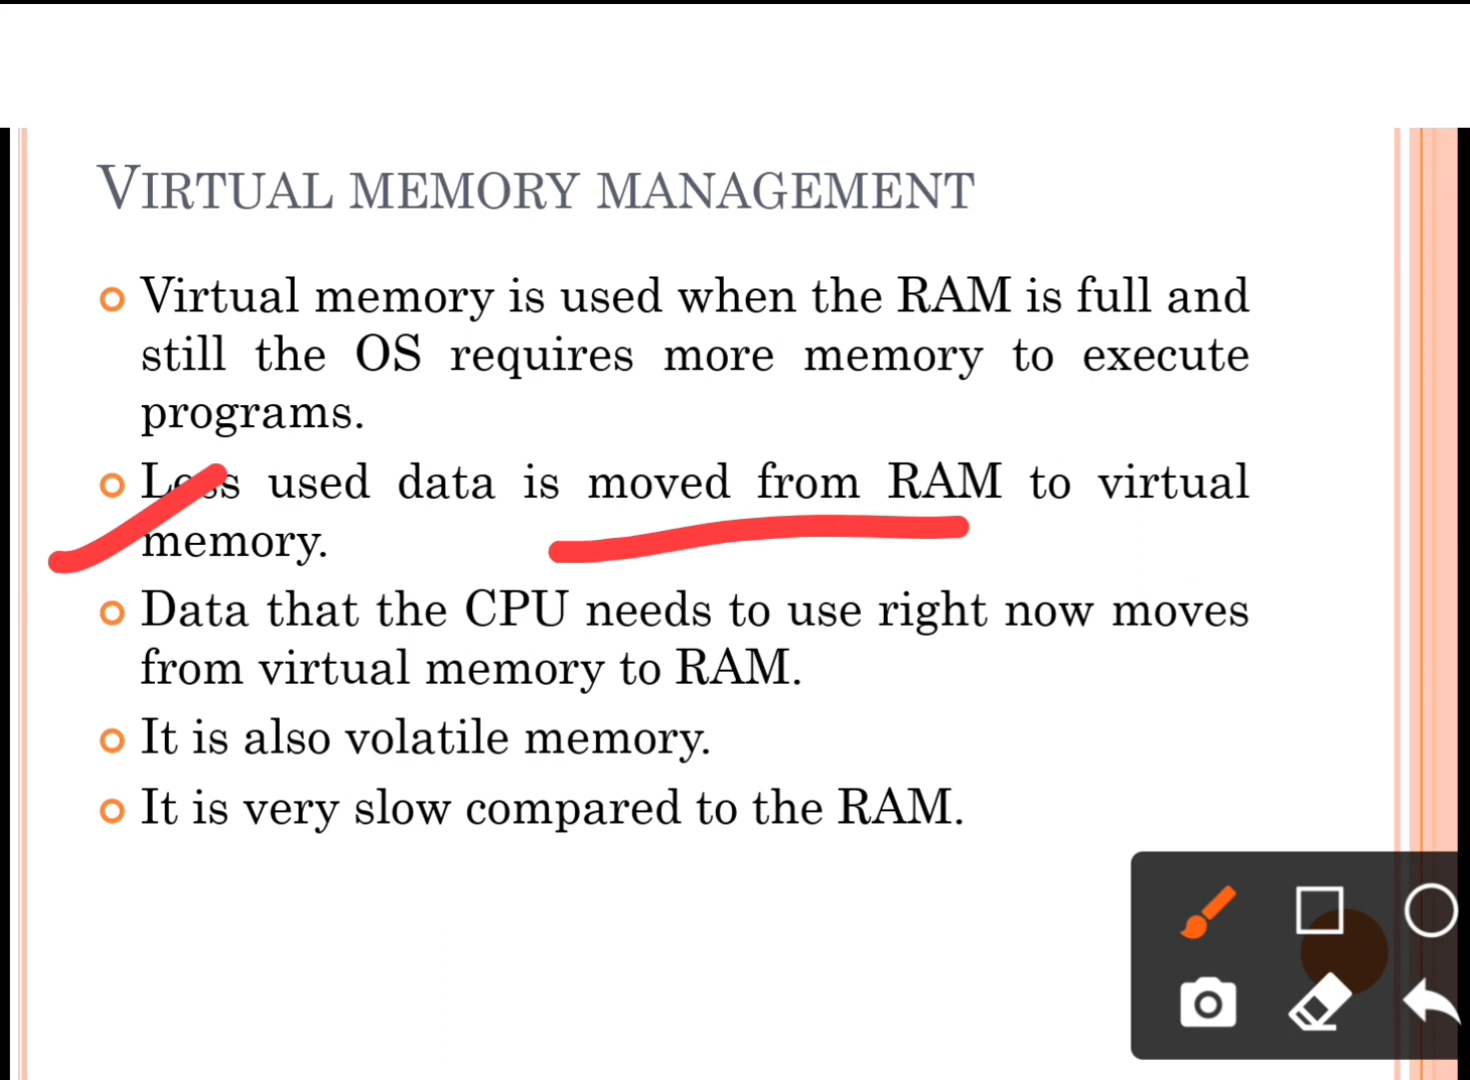 VIRTUAL MEMORY MANAGEMENT
Virtual memory is used when the RAM is full and
still the OS requires more memory to execute
programs.
Less used data is moved from RAM to virtual
memory.
Data that the CPU needs to use right now moves
from virtual memory to RAM.
It is also volatile memory.
It is very slow compared to the RAM.